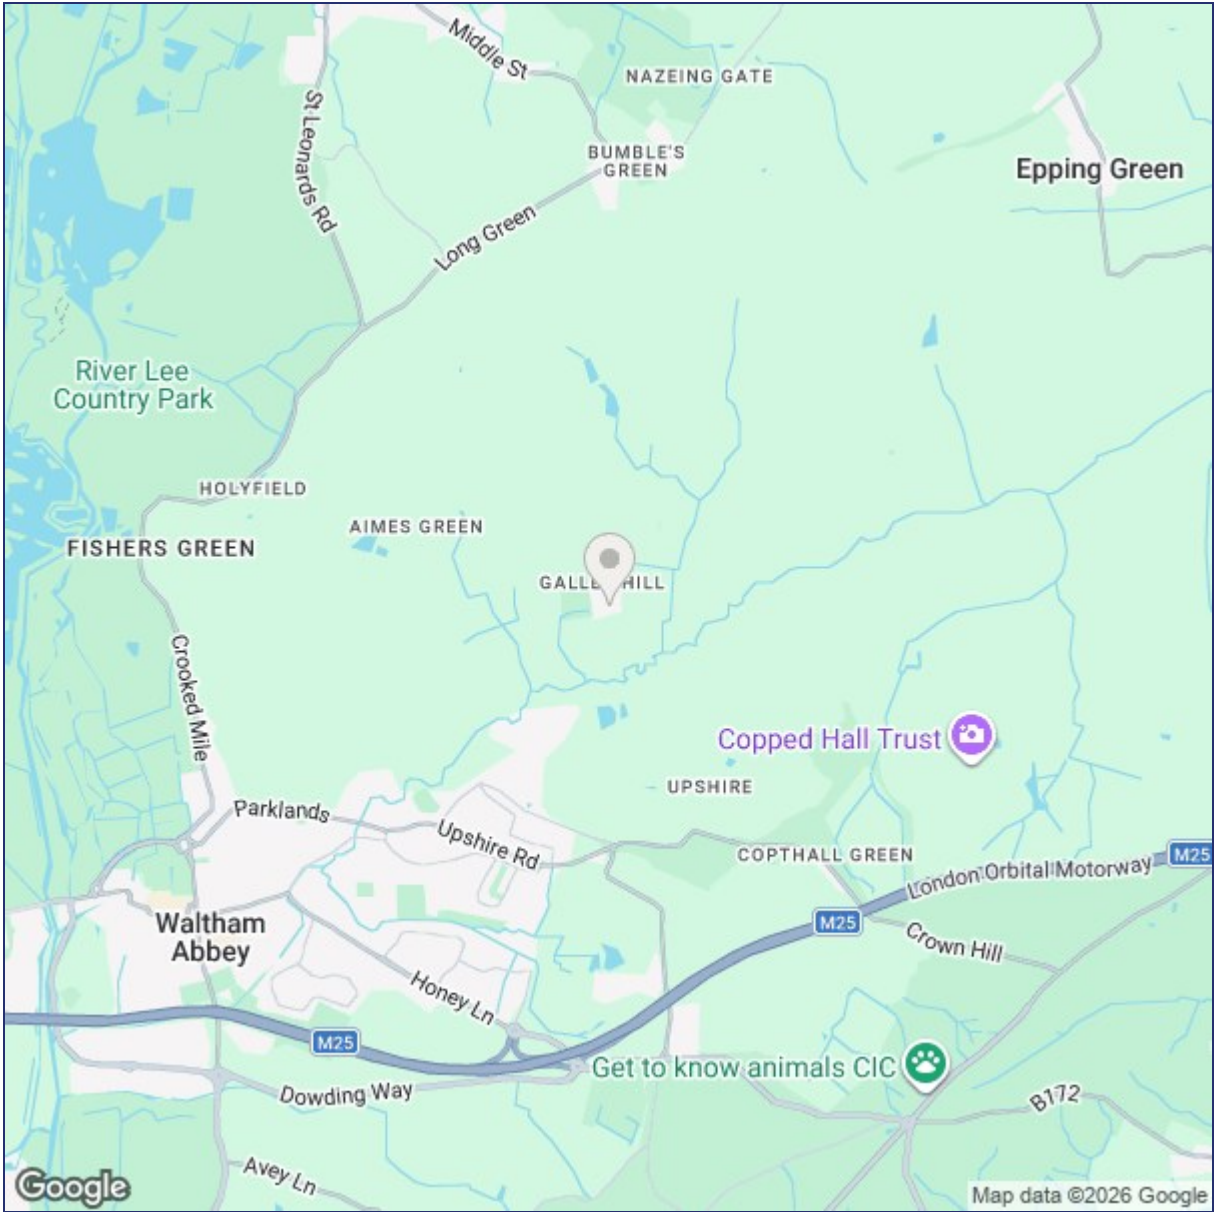 Middle St
NAZEING GATE
St Leonards Rd
BUMBLE'S
GREEN
Epping Green
Long Green
River Lee
Country Park
HOLYFIELD
AIMES GREEN
FISHERS GREEN
HILL
Crooked Mile
Copped Hall Trust
UPSHIRE
Parklands
Upshire Rd
COPTHALL GREEN
London Orbital Motorway
M25
M25
Waltham
Abbey
Crown Hill
Honey Ln
M25
Get to know animals CIC
Dowding Way
B172
Avey Ln
Google
Map data ©2026 Google